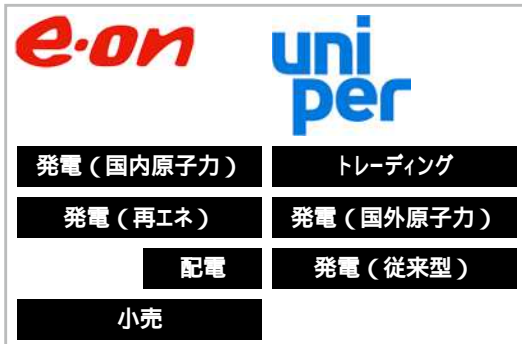 e·on
uni
per
発電（国内原子力）
トレーディング
発電（再エネ）
発電（国外原子力）
配電
発電（従来型）
小売